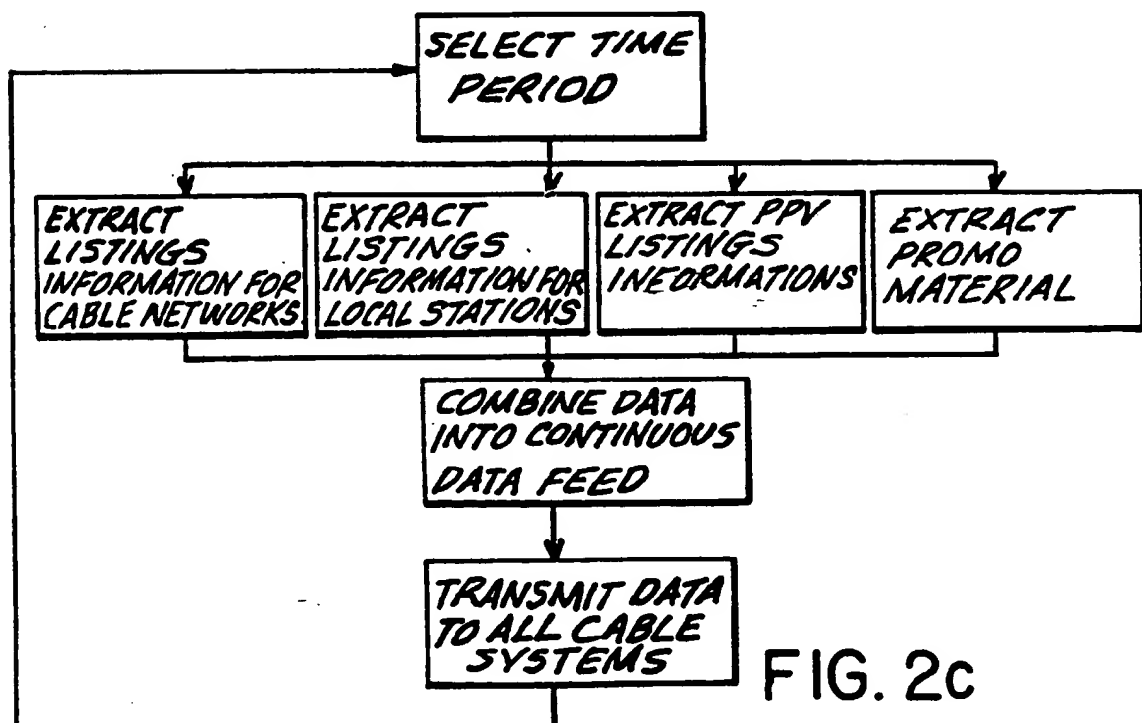 SELECT TIME
PERIOD
EXTRACT
LISTINGS
INFORMATION FOR
CABLE NETWORKS.
EXTRACT
LISTINGS
INFORMATION FOR
LOCAL STATIONS
EXTRACT PPV
LISTINGS
INFORMATIONS
EXTRACT
PROMO
MATERIAL
COMBINE DATA
INTO CONTINUOUS
DATA FEED
TRANSMIT DATA
TO ALL CABLE
SYSTEMS
FIG. 2c